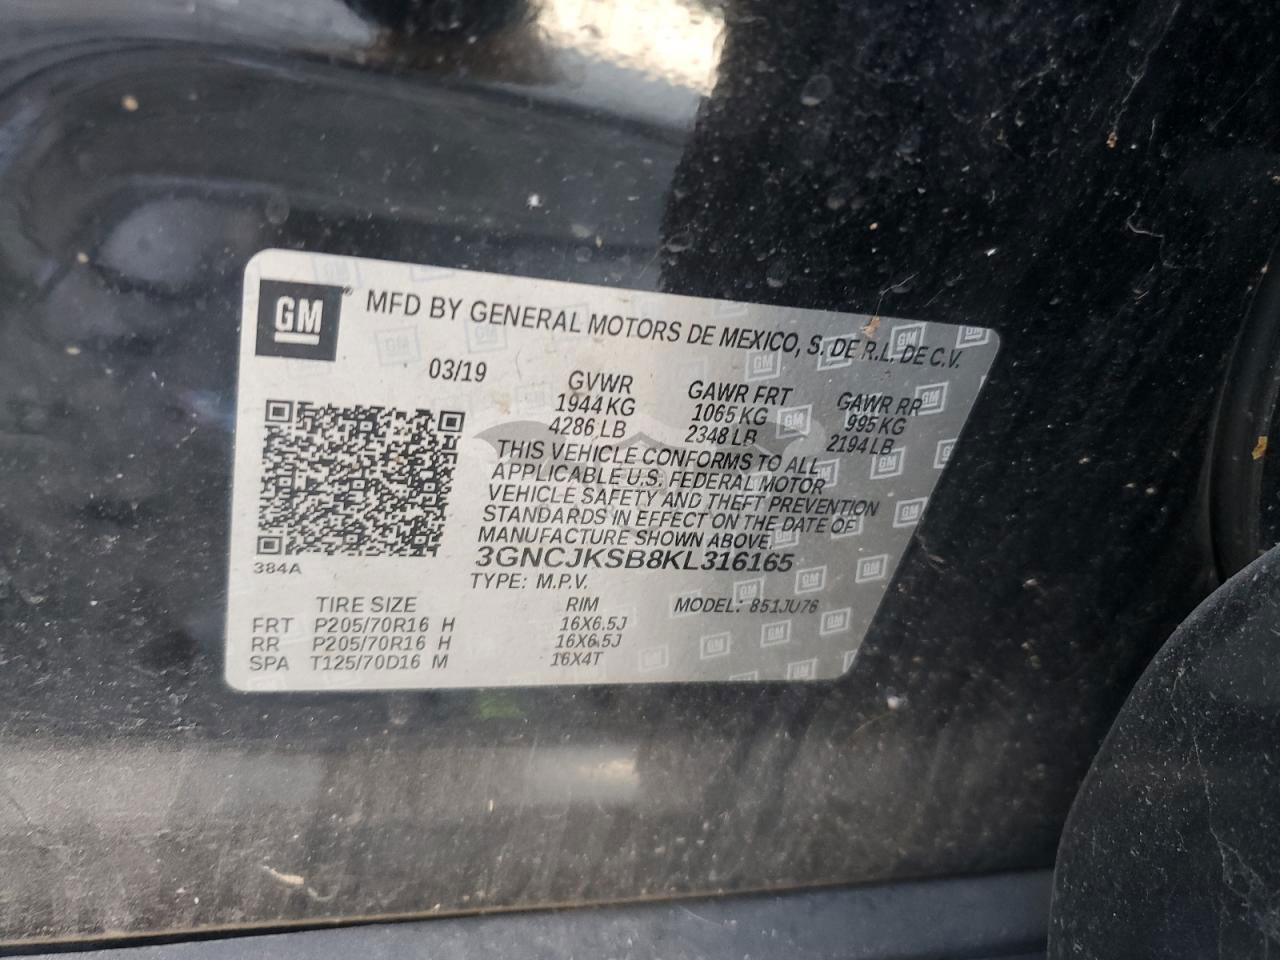 GM® MFD BY GENERAL MOTORS DE MEXICO, S. DE R.L. DE C.V.
03/19 GVWR GAWR FRT GAWR RR
1944 KG 1065 KG 995 KG
4286 LB 2348 LB 2194 LB
THIS VEHICLE CONFORMS TO ALL
APPLICABLE U.S. FEDERAL MOTOR
VEHICLE SAFETY AND THEFT PREVENTION
STANDARDS IN EFFECT ON THE DATE OF
MANUFACTURE SHOWN ABOVE.
3GNCJKSB8KL316165
384A
TYPE: M.P.V.
TIRE SIZE RIM MODEL: 851JU76
FRT P205/70R16 H 16X6.5J
RR P205/70R16 H 16X6.5J
SPA T125/70D16 M 16X4T